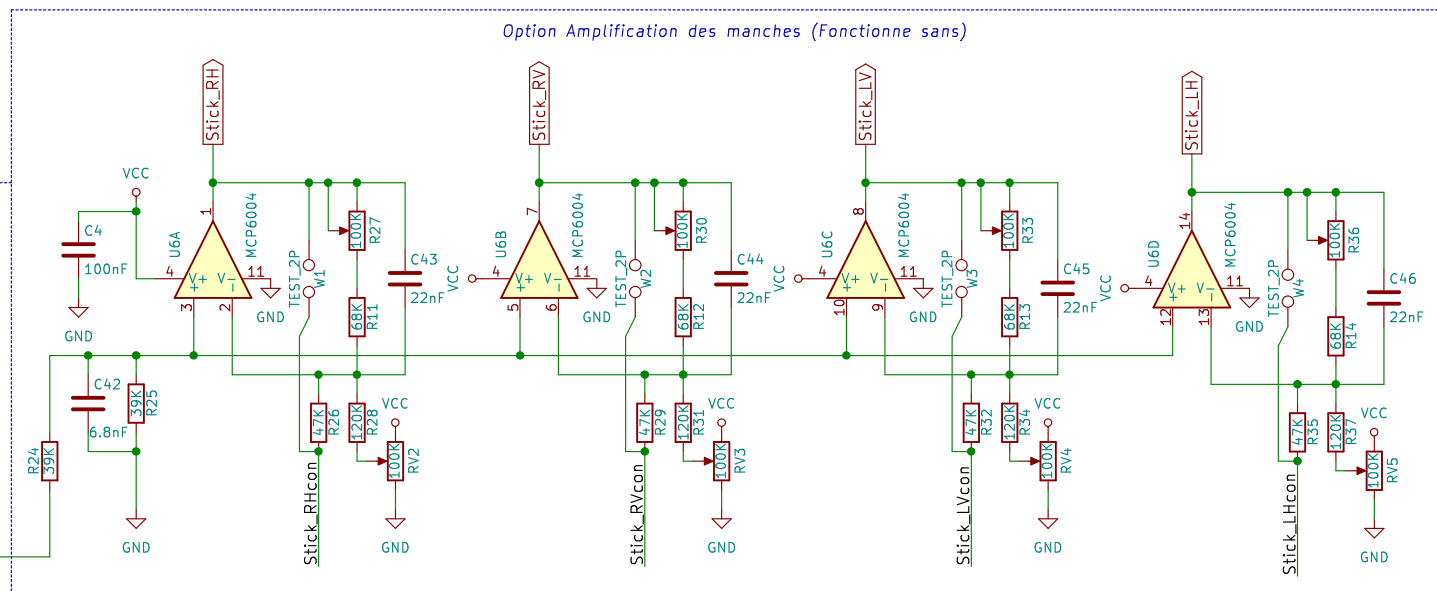 Option Amplification des manches (Fonctionne sans)
Stick_RH
Stick_RV
Stick_LV
Stick_LH
VCC
C4
100nF
GND
U6A
MCP6004
1
4
V+
V-
11
+
-
3
2
GND
TEST_2P
W1
100K
R27
68K
R11
C43
22nF
VCC
U6B
MCP6004
7
4
V+
V-
11
+
-
5
6
GND
TEST_2P
W2
100K
R30
68K
R12
C44
22nF
VCC
U6C
MCP6004
8
4
V+
V-
11
+
-
10
9
GND
TEST_2P
W3
100K
R33
68K
R13
C45
22nF
VCC
U6D
MCP6004
14
4
V+
V-
11
+
-
12
13
GND
TEST_2P
W4
100K
R36
68K
R14
C46
22nF
R24
39K
C42
6.8nF
39K
R25
GND
47K
R26
120K
R28
VCC
100K
RV2
GND
Stick_RHcon
47K
R29
120K
R31
VCC
100K
RV3
GND
Stick_RVcon
47K
R32
120K
R34
VCC
100K
RV4
GND
Stick_LVcon
47K
R35
120K
R37
VCC
100K
RV5
GND
Stick_LHcon